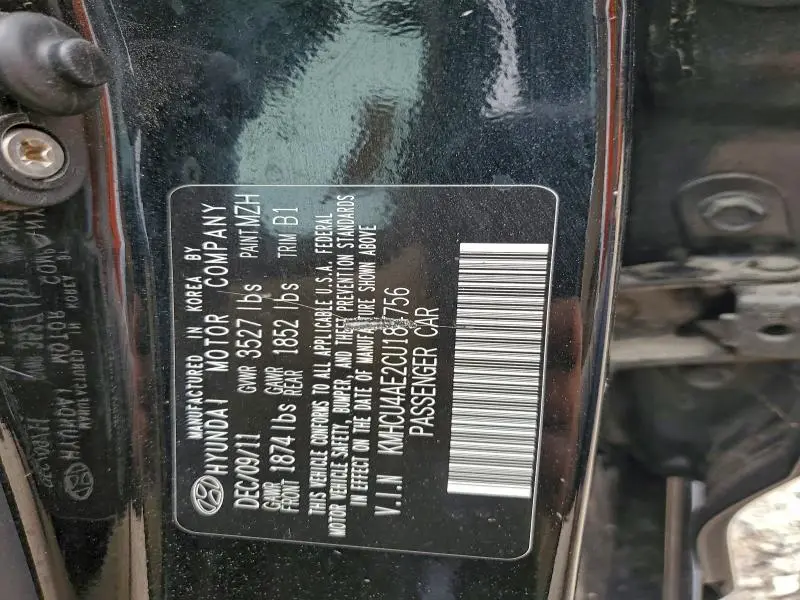 MANUFACTURED IN KOREA BY
HYUNDAI MOTOR COMPANY
DEC/09/11 GVWR 3527 lbs PAINT MZH
GAWR FRONT 1874 lbs GAWR REAR 1852 lbs TRIM B1
THIS VEHICLE CONFORMS TO ALL APPLICABLE U.S.A. FEDERAL
MOTOR VEHICLE SAFETY, BUMPER, AND THEFT PREVENTION STANDARDS
IN EFFECT ON THE DATE OF MANUFACTURE SHOWN ABOVE
V.I.N
PASSENGER CAR